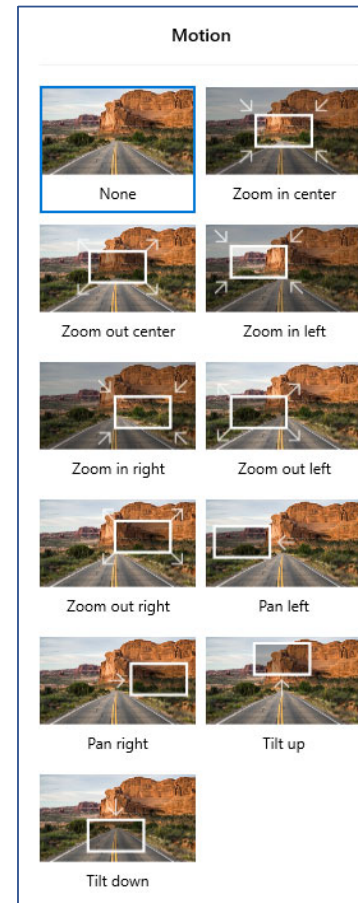 Motion
None
Zoom in center
Zoom out center
Zoom in left
Zoom in right
Zoom out left
Zoom out right
Pan left
Pan right
Tilt up
Tilt down